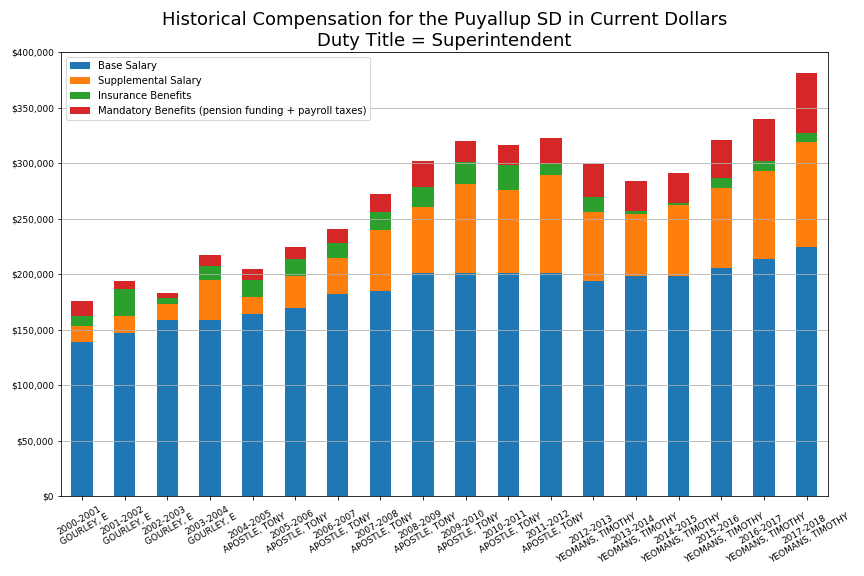 Historical Compensation for the Puyallup SD in Current Dollars
Duty Title = Superintendent
$400,000
$350,000
$300,000
$250,000
$200,000
$150,000
$100,000
$50,000
$0
Base Salary
Supplemental Salary
Insurance Benefits
Mandatory Benefits (pension funding + payroll taxes)
2000-2001
GOURLEY, E
2001-2002
GOURLEY, E
2002-2003
GOURLEY, E
2003-2004
GOURLEY, E
2004-2005
APOSTLE, TONY
2005-2006
APOSTLE, TONY
2006-2007
APOSTLE, TONY
2007-2008
APOSTLE, TONY
2008-2009
APOSTLE, TONY
2009-2010
APOSTLE, TONY
2010-2011
APOSTLE, TONY
2011-2012
APOSTLE, TONY
2012-2013
YEOMANS, TIMOTHY
2013-2014
YEOMANS, TIMOTHY
2014-2015
YEOMANS, TIMOTHY
2015-2016
YEOMANS, TIMOTHY
2016-2017
YEOMANS, TIMOTHY
2017-2018
YEOMANS, TIMOTHY